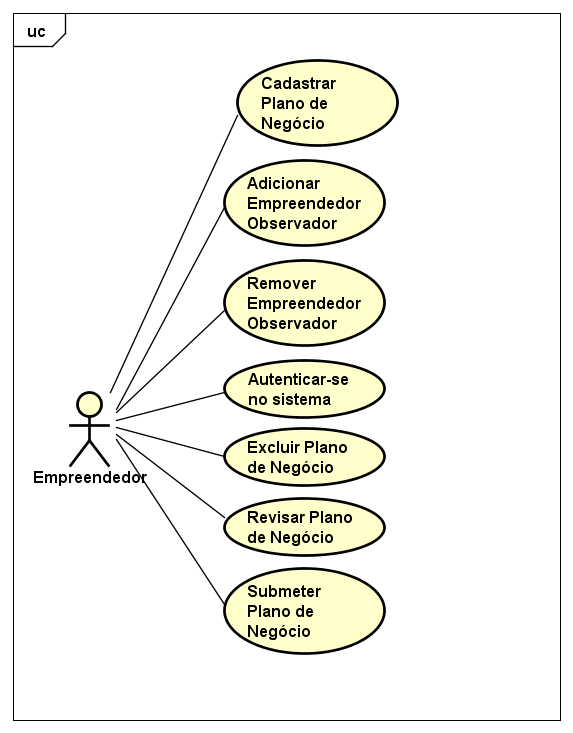 uc
Cadastrar
Plano de
Negócio
Adicionar
Empreendedor
Observador
Remover
Empreendedor
Observador
Autenticar-se
no sistema
Excluir Plano
de Negócio
Empreendedor
Revisar Plano
de Negócio
Submeter
Plano de
Negócio